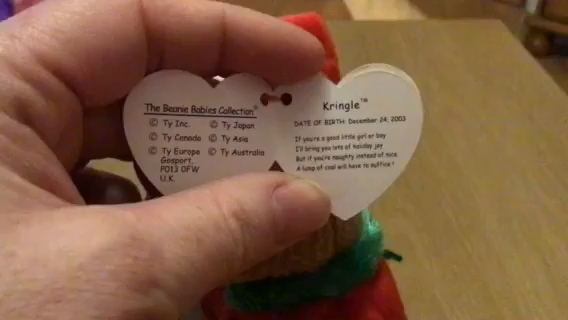 The Beanie Babies Collection®
© Ty Inc. © Ty Japan
© Ty Canada © Ty Asia
© Ty Europe © Ty Australia
Gosport,
PO13 0FW
U.K.
Kringle™
DATE OF BIRTH: December 24, 2003
If you're a good little girl or boy
I'll bring you lots of holiday joy
But if you're naughty instead of nice
A lump of coal will have to suffice!